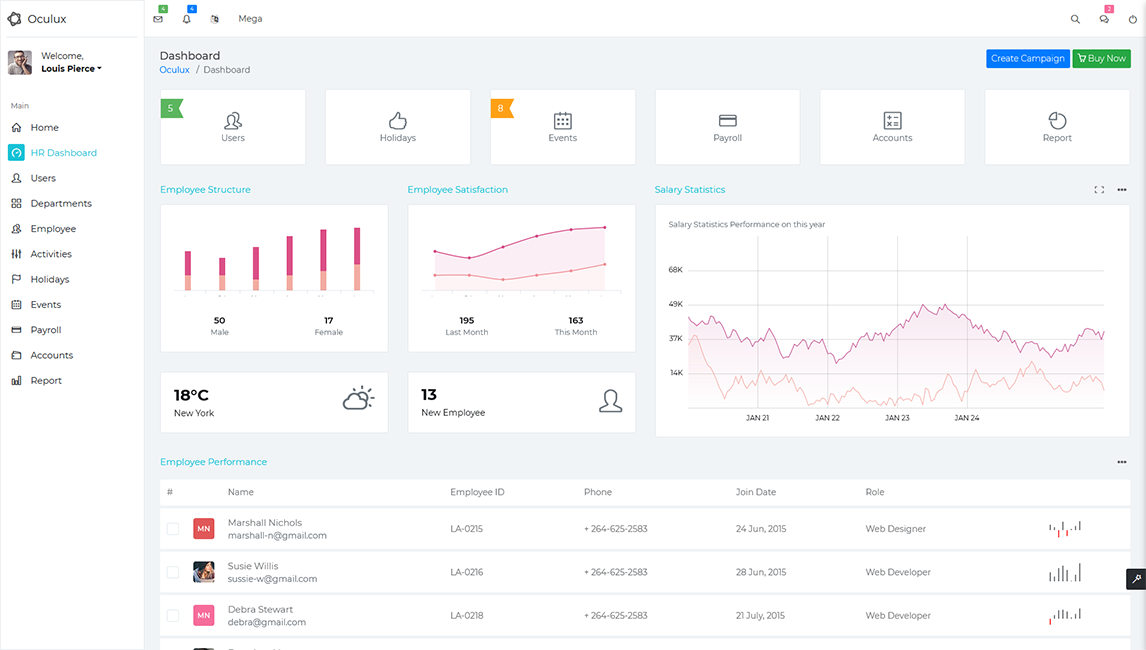 Oculux
4
4
Mega
2
Welcome,
Louis Pierce
Main
Home
HR Dashboard
Users
Departments
Employee
Activities
Holidays
Events
Payroll
Accounts
Report
Dashboard
Oculux / Dashboard
Create Campaign
Buy Now
5
Users
Holidays
8
Events
Payroll
Accounts
Report
Employee Structure
50
Male
17
Female
Employee Satisfaction
195
Last Month
163
This Month
Salary Statistics
Salary Statistics Performance on this year
68K
49K
37K
14K
JAN 21 JAN 22 JAN 23 JAN 24
18°C
New York
13
New Employee
Employee Performance
# Name Employee ID Phone Join Date Role
MN Marshall Nichols LA-0215 + 264-625-2583 24 Jun, 2015 Web Designer
marshall-n@gmail.com
Susie Willis LA-0216 + 264-625-2583 28 Jun, 2015 Web Developer
sussie-w@gmail.com
MN Debra Stewart LA-0218 + 264-625-2583 21 July, 2015 Web Developer
debra@gmail.com